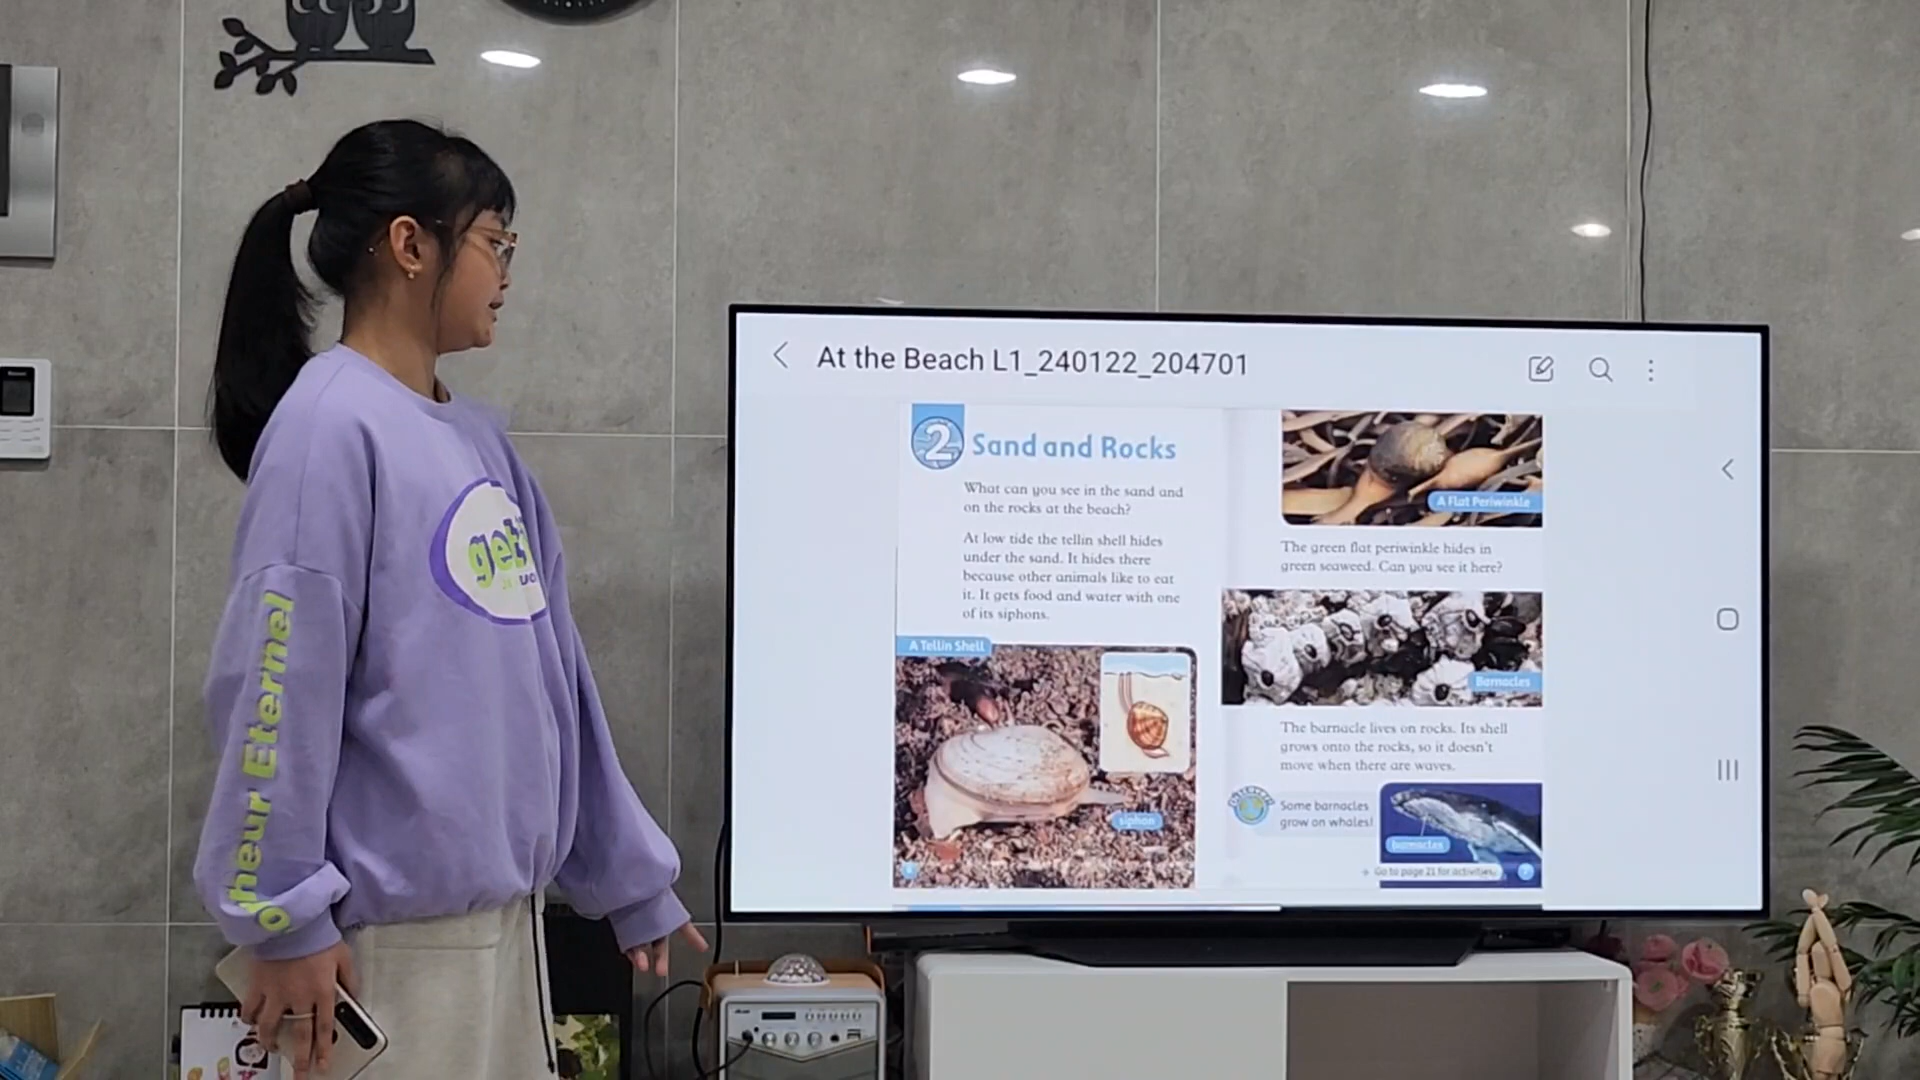 At the Beach L1_240122_204701
2 Sand and Rocks
What can you see in the sand and
on the rocks at the beach?
At low tide the tellin shell hides
under the sand. It hides there
because other animals like to eat
it. It gets food and water with one
of its siphons.
A Tellin Shell
siphon
A Flat Periwinkle
The green flat periwinkle hides in
green seaweed. Can you see it here?
Barnacles
The barnacle lives on rocks. Its shell
grows onto the rocks, so it doesn't
move when there are waves.
Some barnacles
grow on whales!
barnacles
→ Go to page 21 for activities.
7
heur Eternel